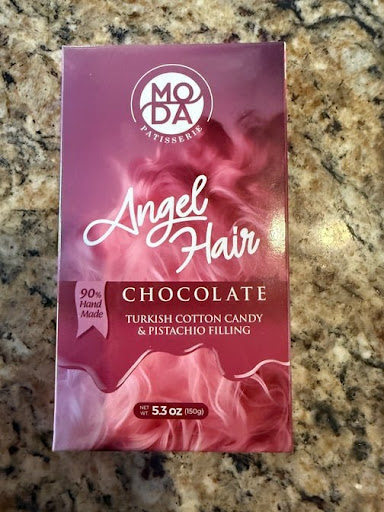 MO
DA
PATISSERIE
Angel
Hair
90%
Hand
Made
CHOCOLATE
TURKISH COTTON CANDY
& PISTACHIO FILLING
NET
WT 5.3 OZ (150g)